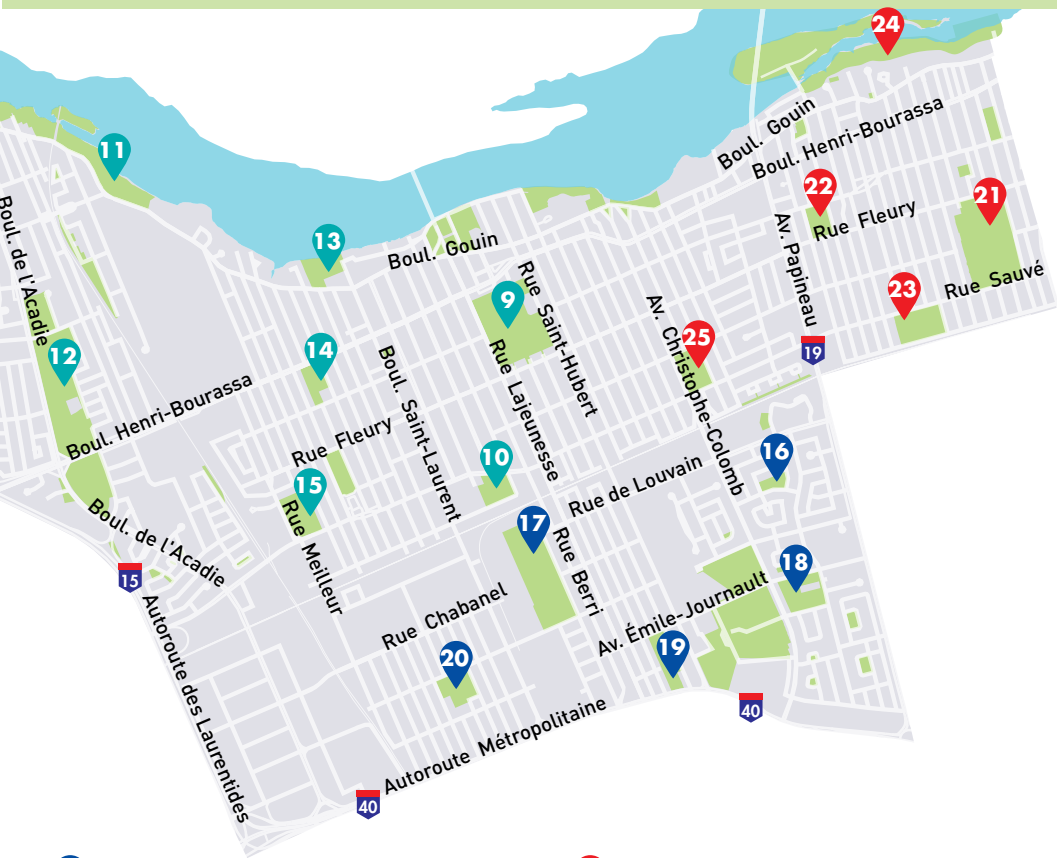 24
Boul. Gouin
Boul. Henri-Bourassa
11
22
21
Rue Fleury
Av. Papineau
Boul. de l'Acadie
13
Boul. Gouin
Rue Sauvé
9
Rue Saint-Hubert
23
Av. Christophe-Colomb
25
19
12
14
Rue Lajeunesse
Boul. Saint-Laurent
Boul. Henri-Bourassa
Rue Fleury
10
16
Rue de Louvain
15
Rue Meilleur
17
Boul. de l'Acadie
Rue Berri
15
18
Rue Chabanel
Av. Émile-Journault
Autoroute des Laurentides
20
19
40
Autoroute Métropolitaine
40